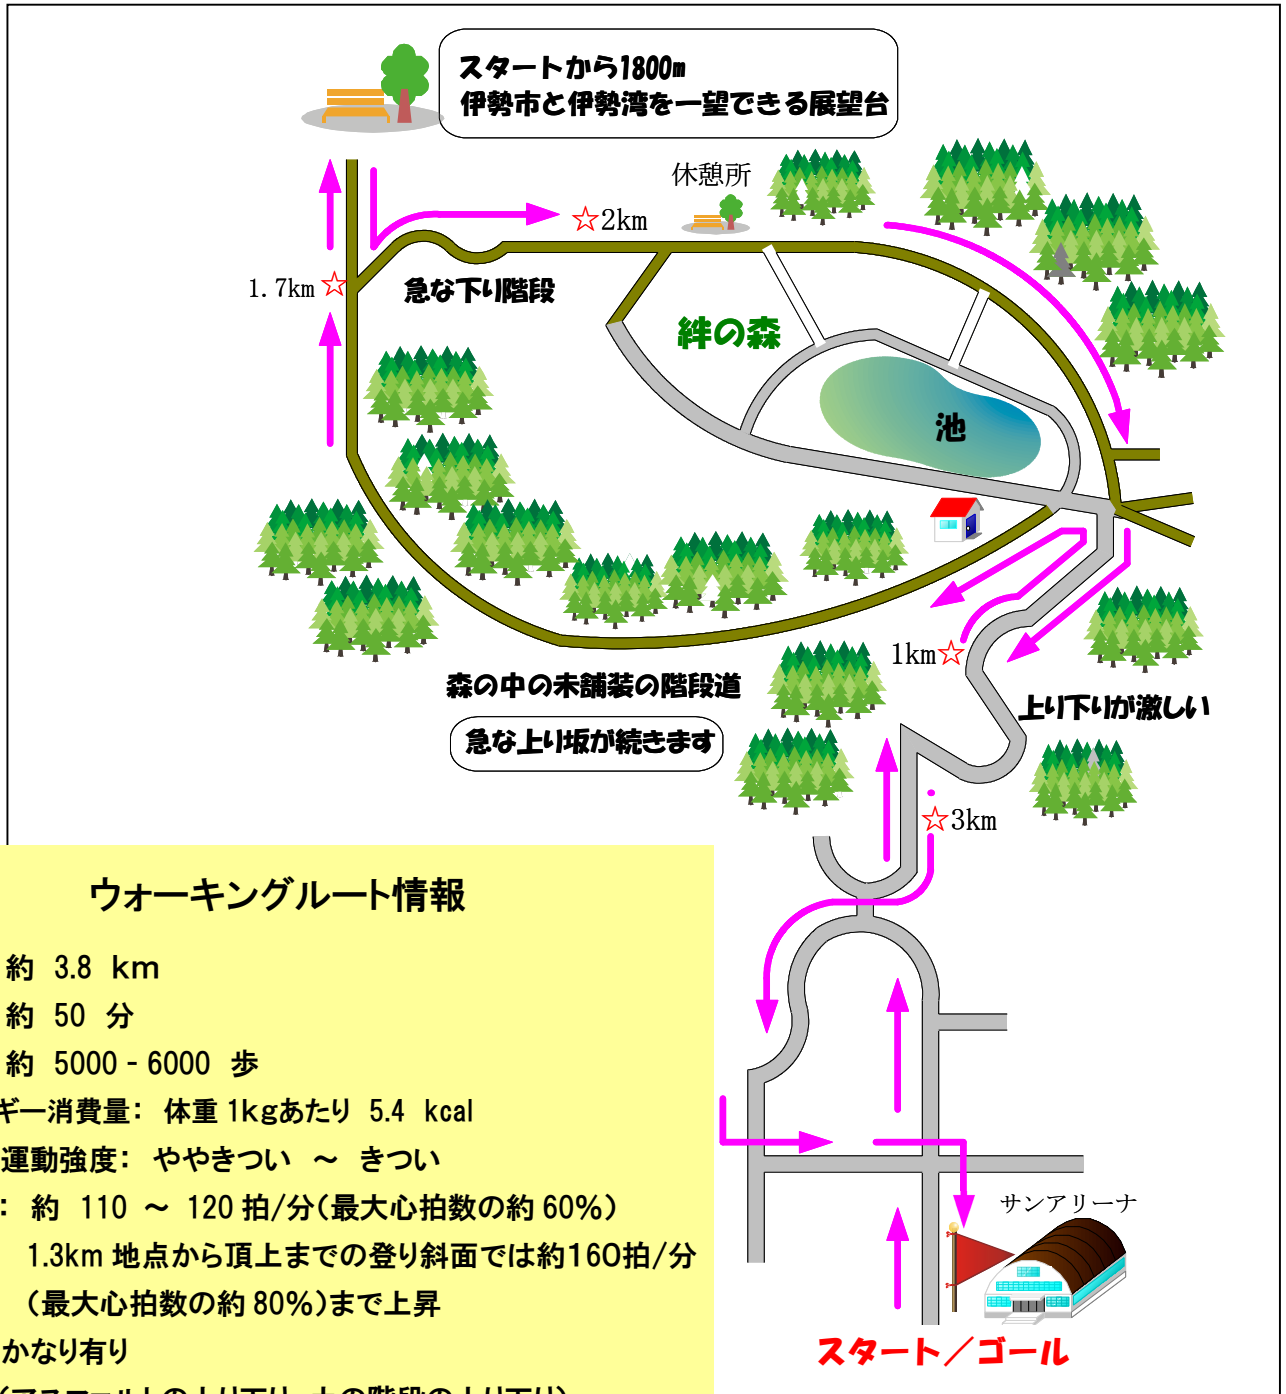 スタートから1800m
伊勢市と伊勢湾を一望できる展望台
休憩所
☆2km
1.7km☆
急な下り階段
絆の森
池
1km☆
森の中の未舗装の階段道
上り下りが激しい
急な上り坂が続きます
☆3km
ウォーキングルート情報
約 3.8 km
約 50 分
約 5000 - 6000 歩
ギー消費量： 体重1kgあたり 5.4 kcal
運動強度： ややきつい ～ きつい
： 約 110 ～ 120 拍/分（最大心拍数の約60%）
1.3km 地点から頂上までの登り斜面では約160拍/分
（最大心拍数の約80%）まで上昇
かなり有り
サンアリーナ
スタート／ゴール